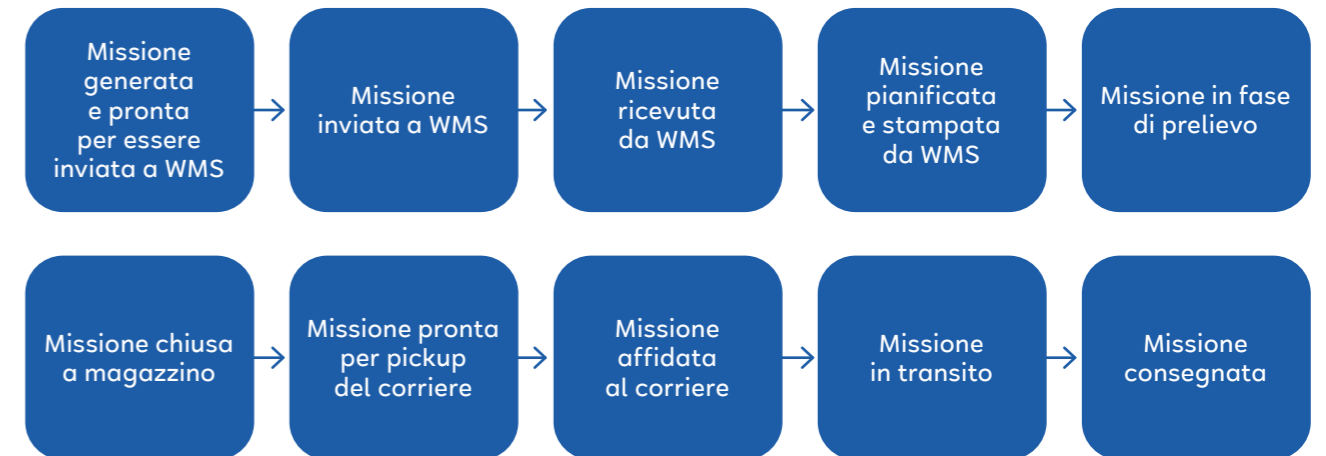 Missione
generata
e pronta
per essere
inviata a WMS
Missione
inviata a WMS
Missione
ricevuta
da WMS
Missione
pianificata
e stampata
da WMS
Missione in fase
di prelievo
Missione chiusa
a magazzino
Missione pronta
per pickup
del corriere
Missione
affidata
al corriere
Missione
in transito
Missione
consegnata